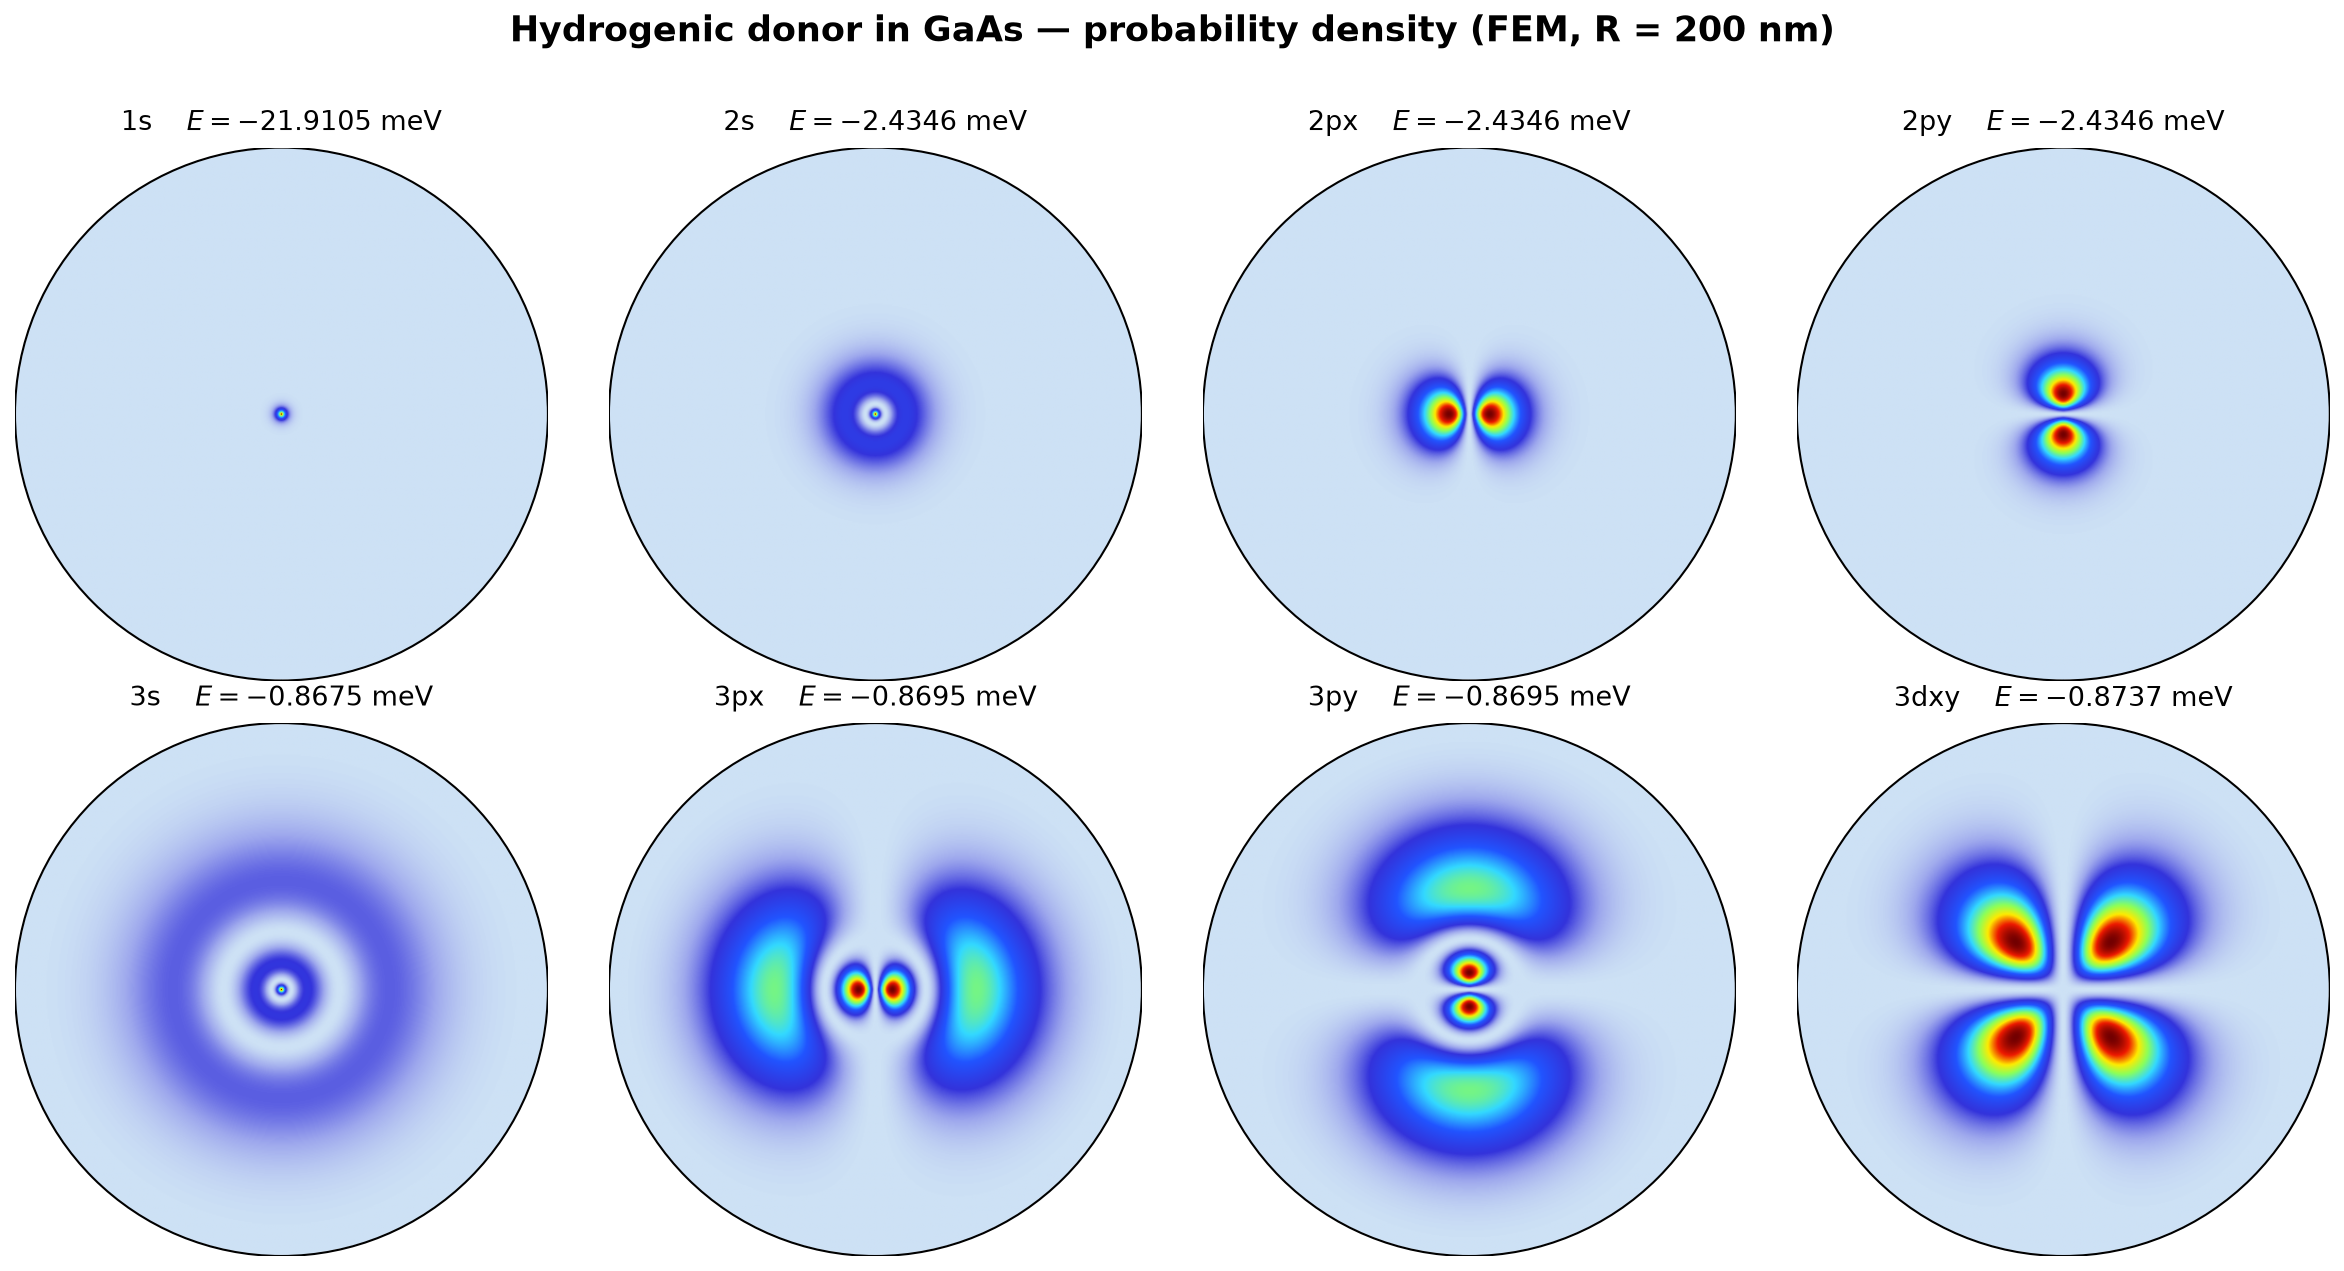 Hydrogenic donor in GaAs — probability density (FEM, R = 200 nm)
1s E = −21.9105 meV
2s E = −2.4346 meV
2px E = −2.4346 meV
2py E = −2.4346 meV
3s E = −0.8675 meV
3px E = −0.8695 meV
3py E = −0.8695 meV
3dxy E = −0.8737 meV